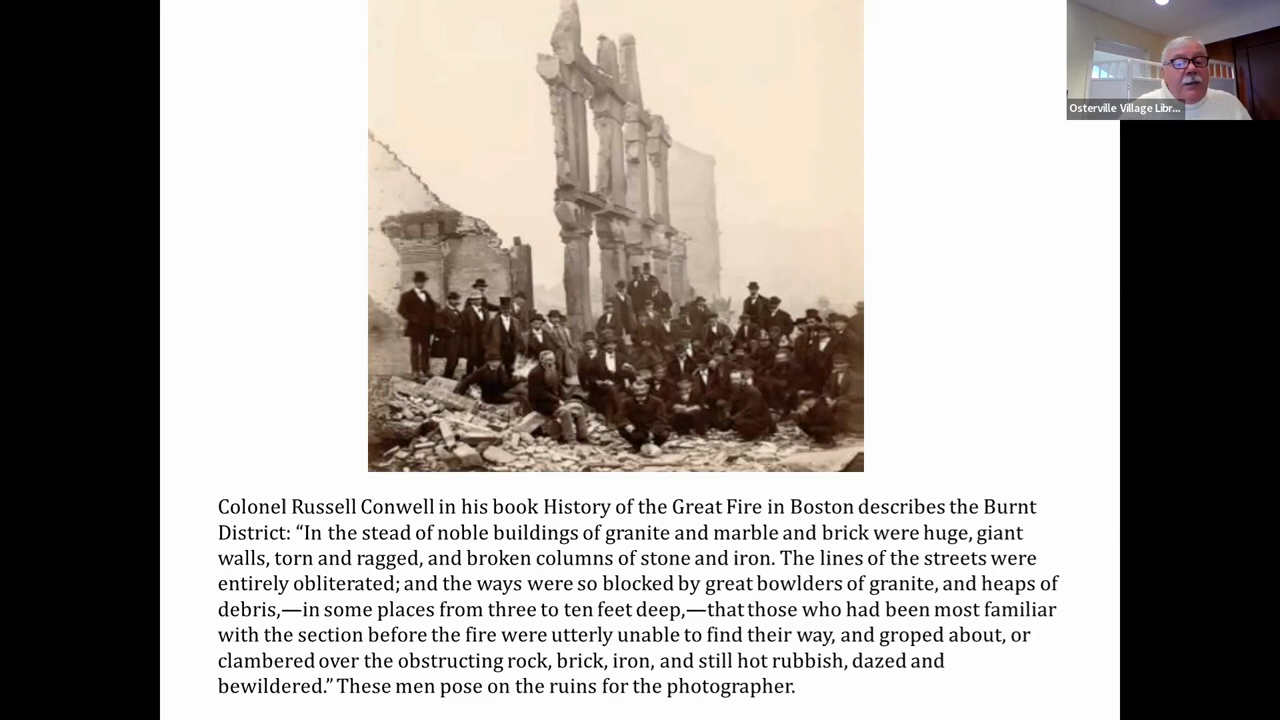 Osterville Village Libr...
Colonel Russell Conwell in his book History of the Great Fire in Boston describes the Burnt
District: “In the stead of noble buildings of granite and marble and brick were huge, giant
walls, torn and ragged, and broken columns of stone and iron. The lines of the streets were
entirely obliterated; and the ways were so blocked by great bowlders of granite, and heaps of
debris,—in some places from three to ten feet deep,—that those who had been most familiar
with the section before the fire were utterly unable to find their way, and groped about, or
clambered over the obstructing rock, brick, iron, and still hot rubbish, dazed and
bewildered.” These men pose on the ruins for the photographer.